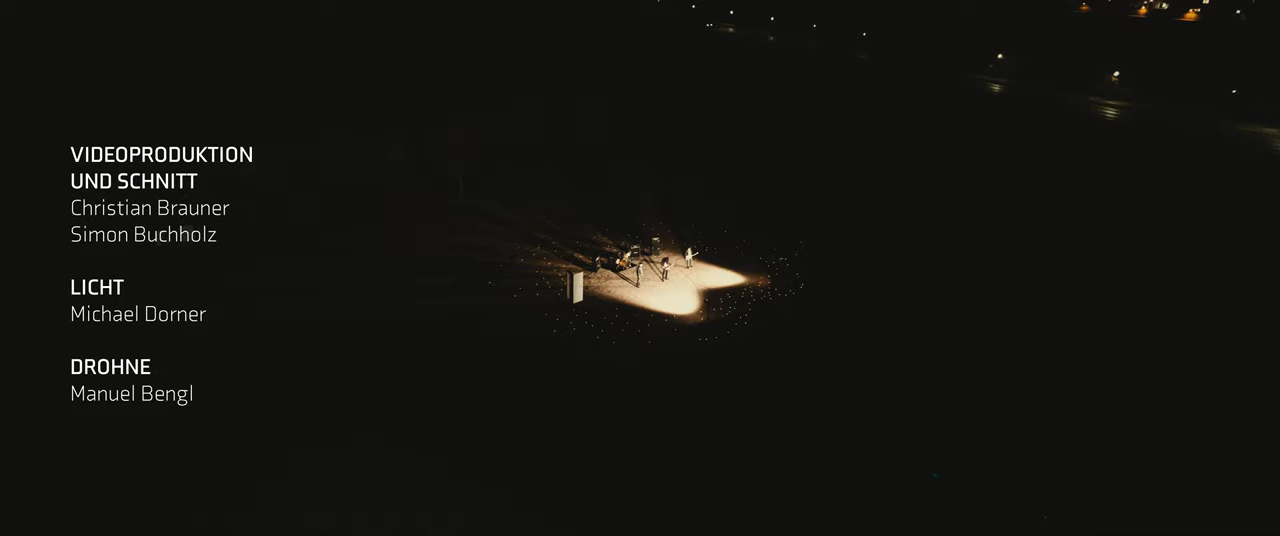 VIDEOPRODUKTION
UND SCHNITT
Christian Brauner
Simon Buchholz
LICHT
Michael Dorner
DROHNE
Manuel Bengl